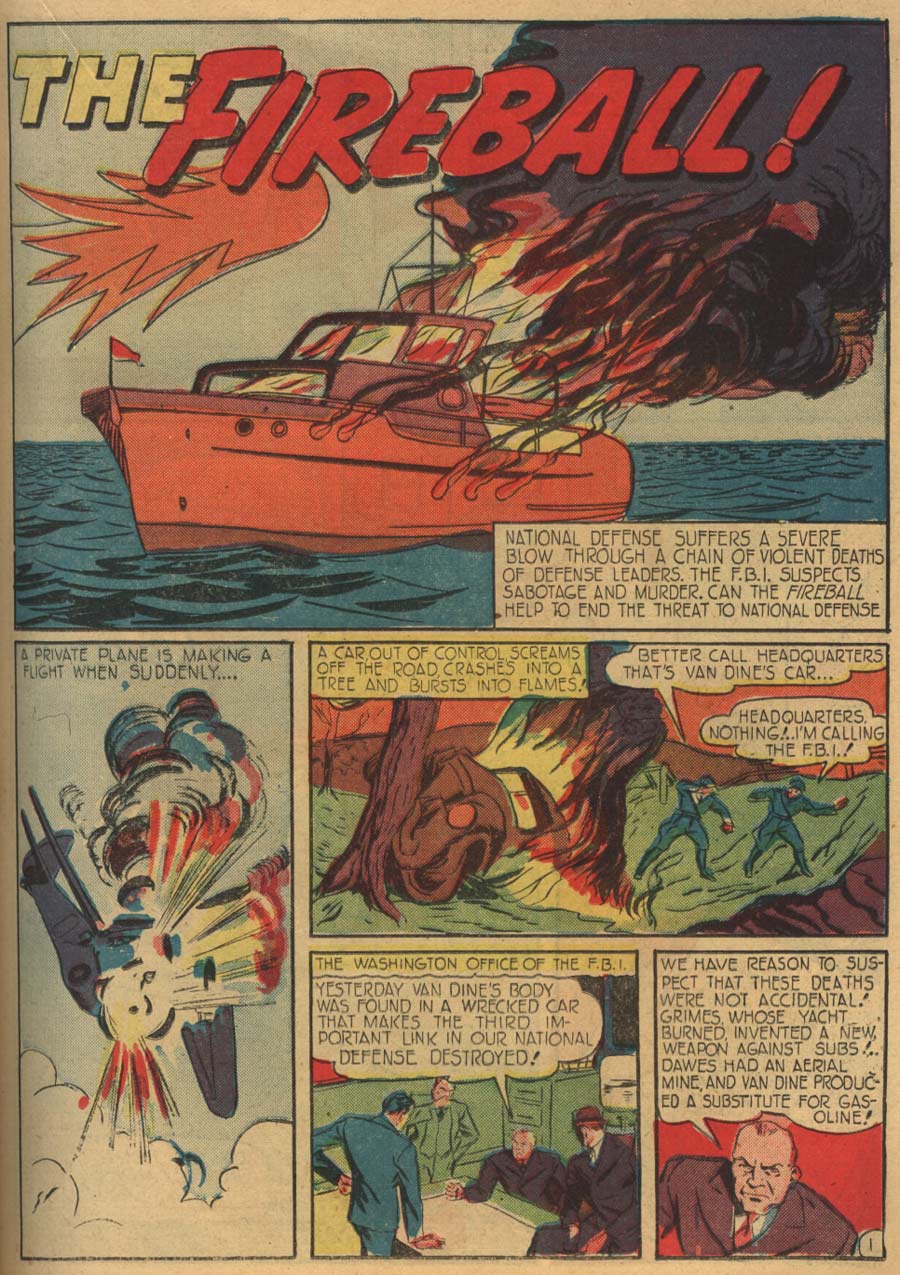 THE FIREBALL!
NATIONAL DEFENSE SUFFERS A SEVERE
BLOW THROUGH A CHAIN OF VIOLENT DEATHS
OF DEFENSE LEADERS. THE F.B.I. SUSPECTS
SABOTAGE AND MURDER. CAN THE FIREBALL
HELP TO END THE THREAT TO NATIONAL DEFENSE
A PRIVATE PLANE IS MAKING A
FLIGHT WHEN SUDDENLY....
A CAR, OUT OF CONTROL, SCREAMS
OFF THE ROAD, CRASHES INTO A
TREE AND BURSTS INTO FLAMES!
BETTER CALL HEADQUARTERS
THAT'S VAN DINE'S CAR...
HEADQUARTERS,
NOTHING!..I'M CALLING
THE F.B.I.!
THE WASHINGTON OFFICE OF THE F.B.I.
YESTERDAY VAN DINE'S BODY
WAS FOUND IN A WRECKED CAR
THAT MAKES THE THIRD IM-
PORTANT LINK IN OUR NATIONAL
DEFENSE DESTROYED!
WE HAVE REASON TO SUS-
PECT THAT THESE DEATHS
WERE NOT ACCIDENTAL!
GRIMES, WHOSE YACHT
BURNED, INVENTED A NEW
WEAPON AGAINST SUBS!..
DAWES HAD AN AERIAL
MINE, AND VAN DINE PRODUC-
ED A SUBSTITUTE FOR GAS-
OLINE!
1